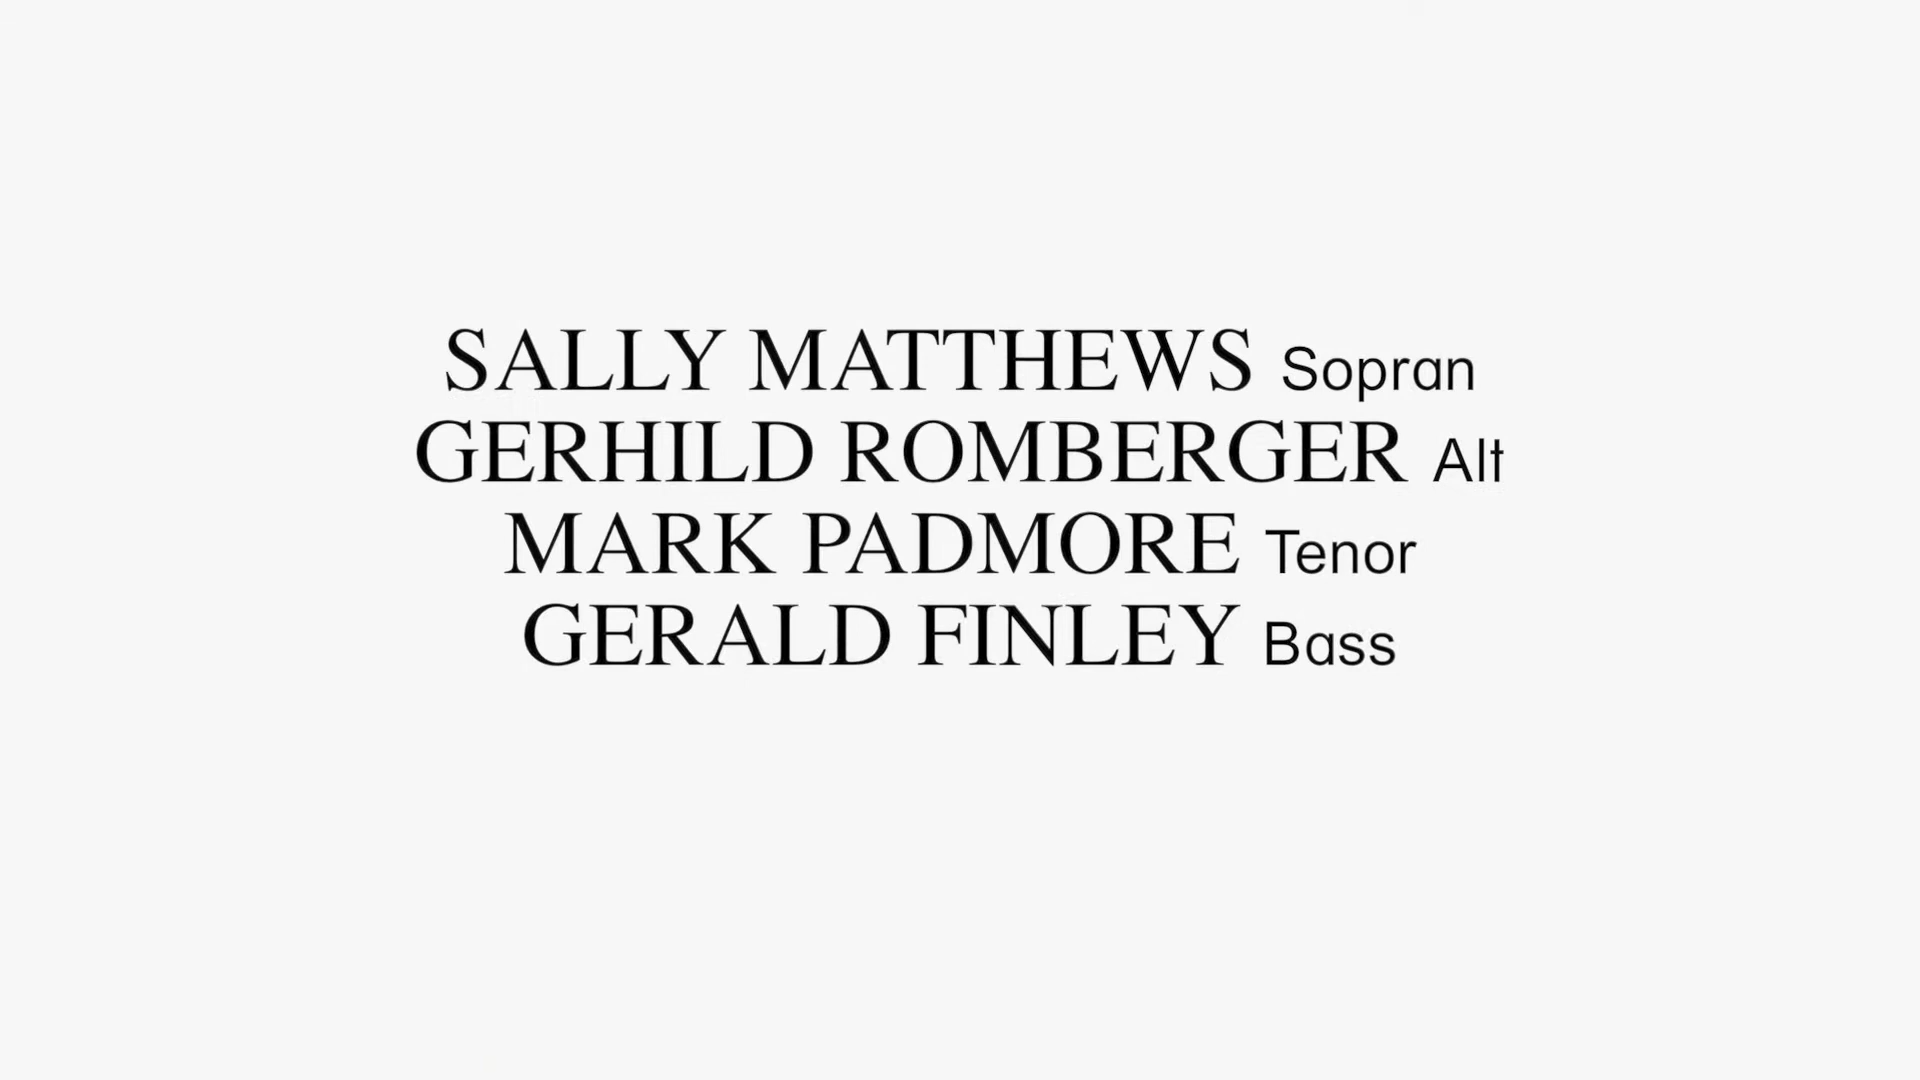 SALLY MATTHEWS Sopran
GERHILD ROMBERGER Alt
MARK PADMORE Tenor
GERALD FINLEY Bass